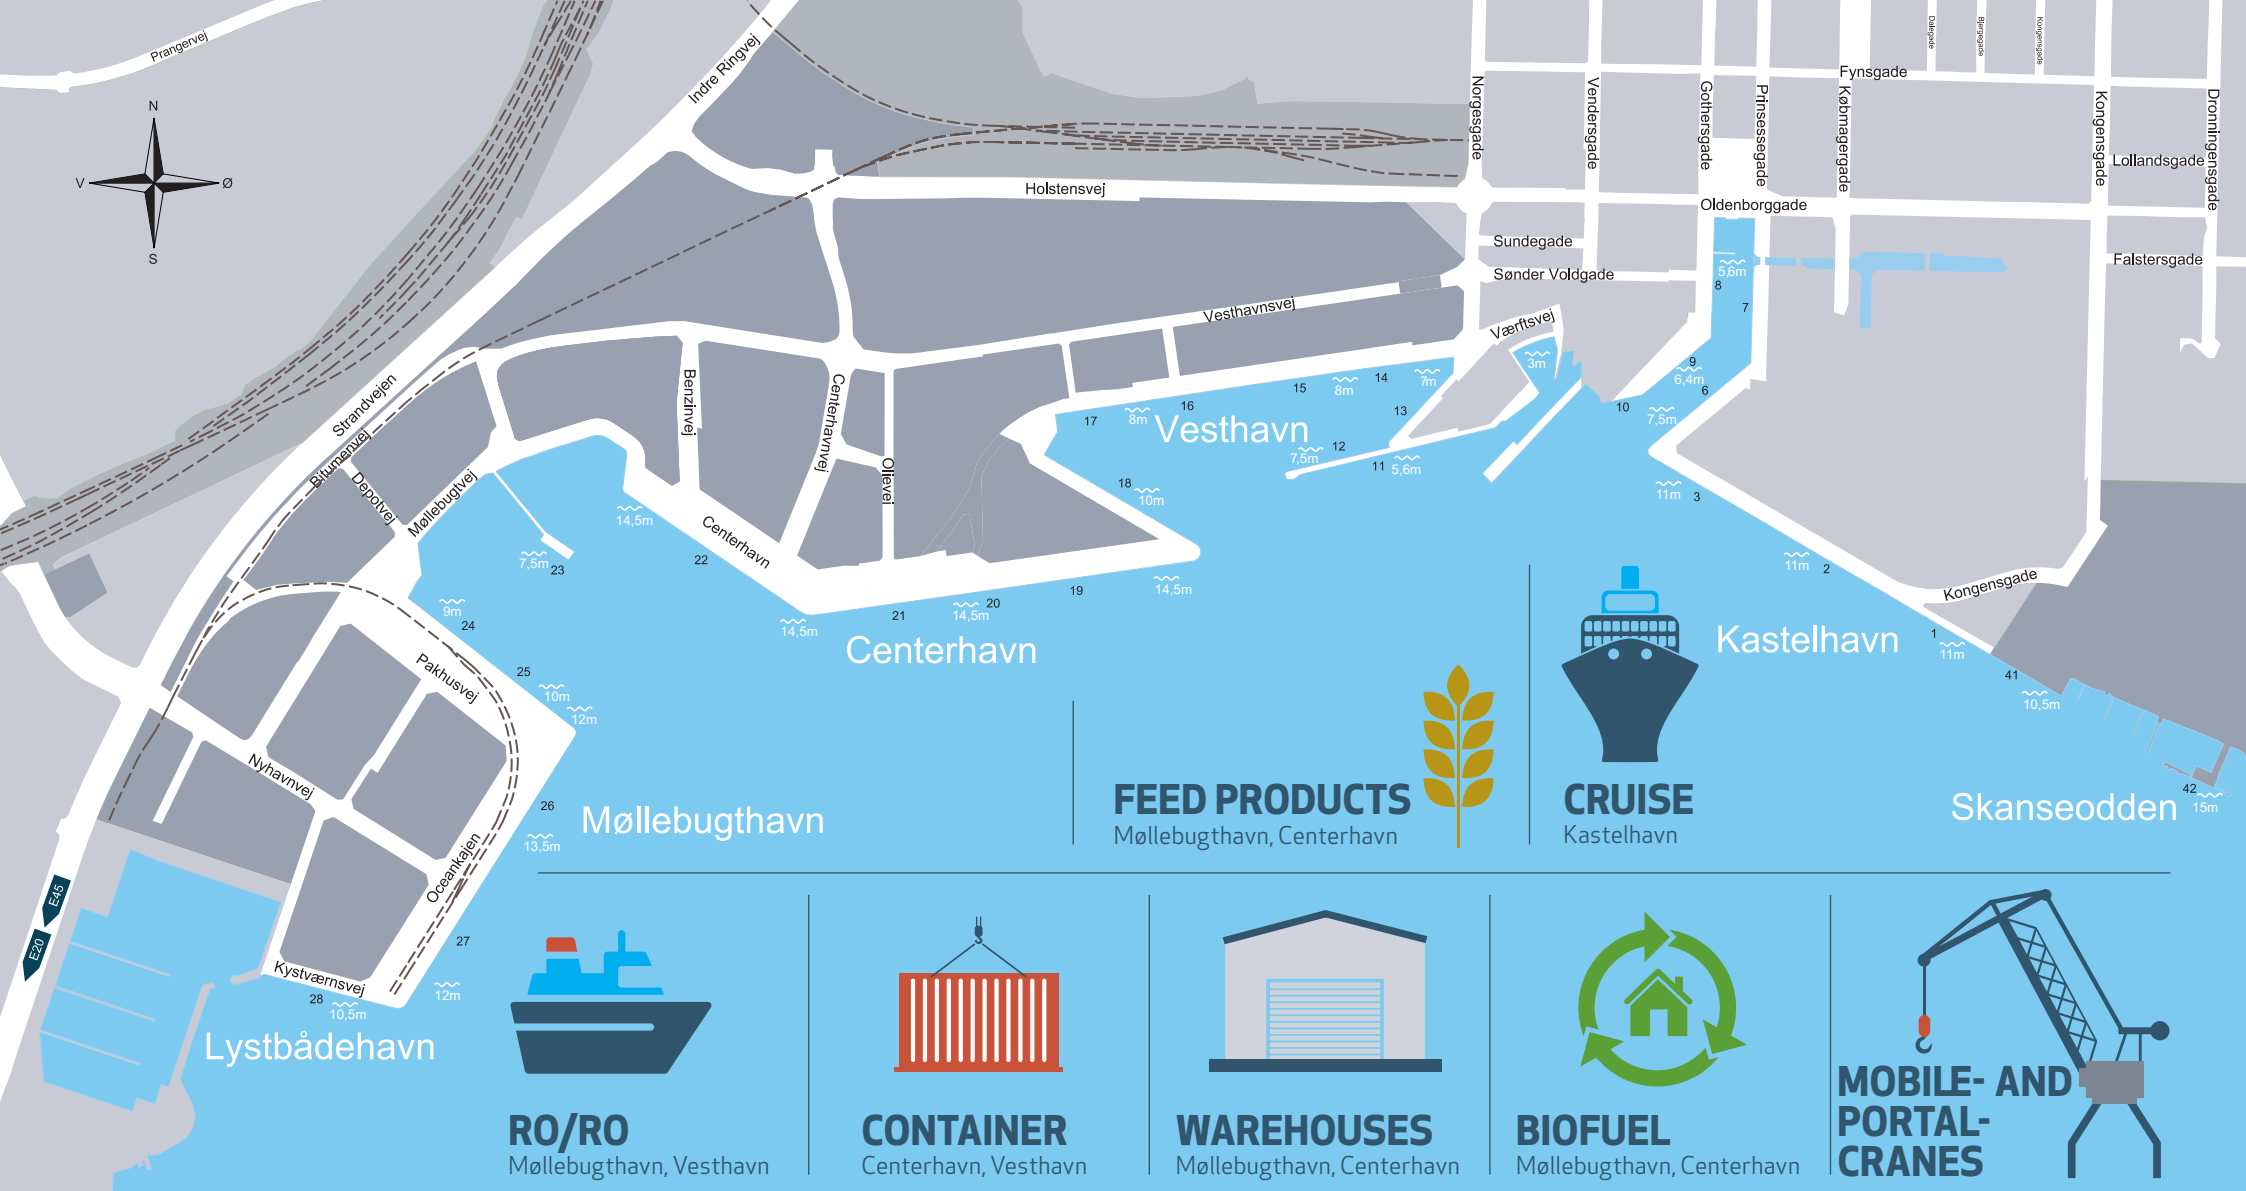 Prangervej
N
V
Ø
S
Indre Ringvej
Holstensvej
Norgesgade
Vendersgade
Gothersgade
Prinsessegade
Købmagergade
Fynsgade
Dalegade
Bjergegade
Kongensgade
Kongensgade
Dronningensgade
Lollandsgade
Oldenborggade
Sundegade
Sønder Voldgade
Falstersgade
Værftsvej
Vesthavnsvej
Strandvejen
Bitumenvej
Depotvej
Møllebugtvej
Benzinvej
Centerhavnvej
Olievej
Centerhavn
Pakhusvej
Nyhavnvej
Oceankajen
Kystværnsvej
Kongensgade
E45
E20
5,6m
8
7
9
6,4m
6
10
7,5m
3m
7m
14
8m
15
16
8m
17
13
12
7,5m
11
5,6m
18
10m
Vesthavn
11m
3
11m
2
1
11m
41
10,5m
42
15m
14,5m
22
7,5m
23
14,5m
21
14,5m
20
19
14,5m
9m
24
25
10m
12m
26
13,5m
27
12m
28
10,5m
Centerhavn
Kastelhavn
Skanseodden
Møllebugthavn
Lystbådehavn
FEED PRODUCTS
Møllebugthavn, Centerhavn
CRUISE
Kastelhavn
RO/RO
Møllebugthavn, Vesthavn
CONTAINER
Centerhavn, Vesthavn
WAREHOUSES
Møllebugthavn, Centerhavn
BIOFUEL
Møllebugthavn, Centerhavn
MOBILE- AND
PORTAL-
CRANES